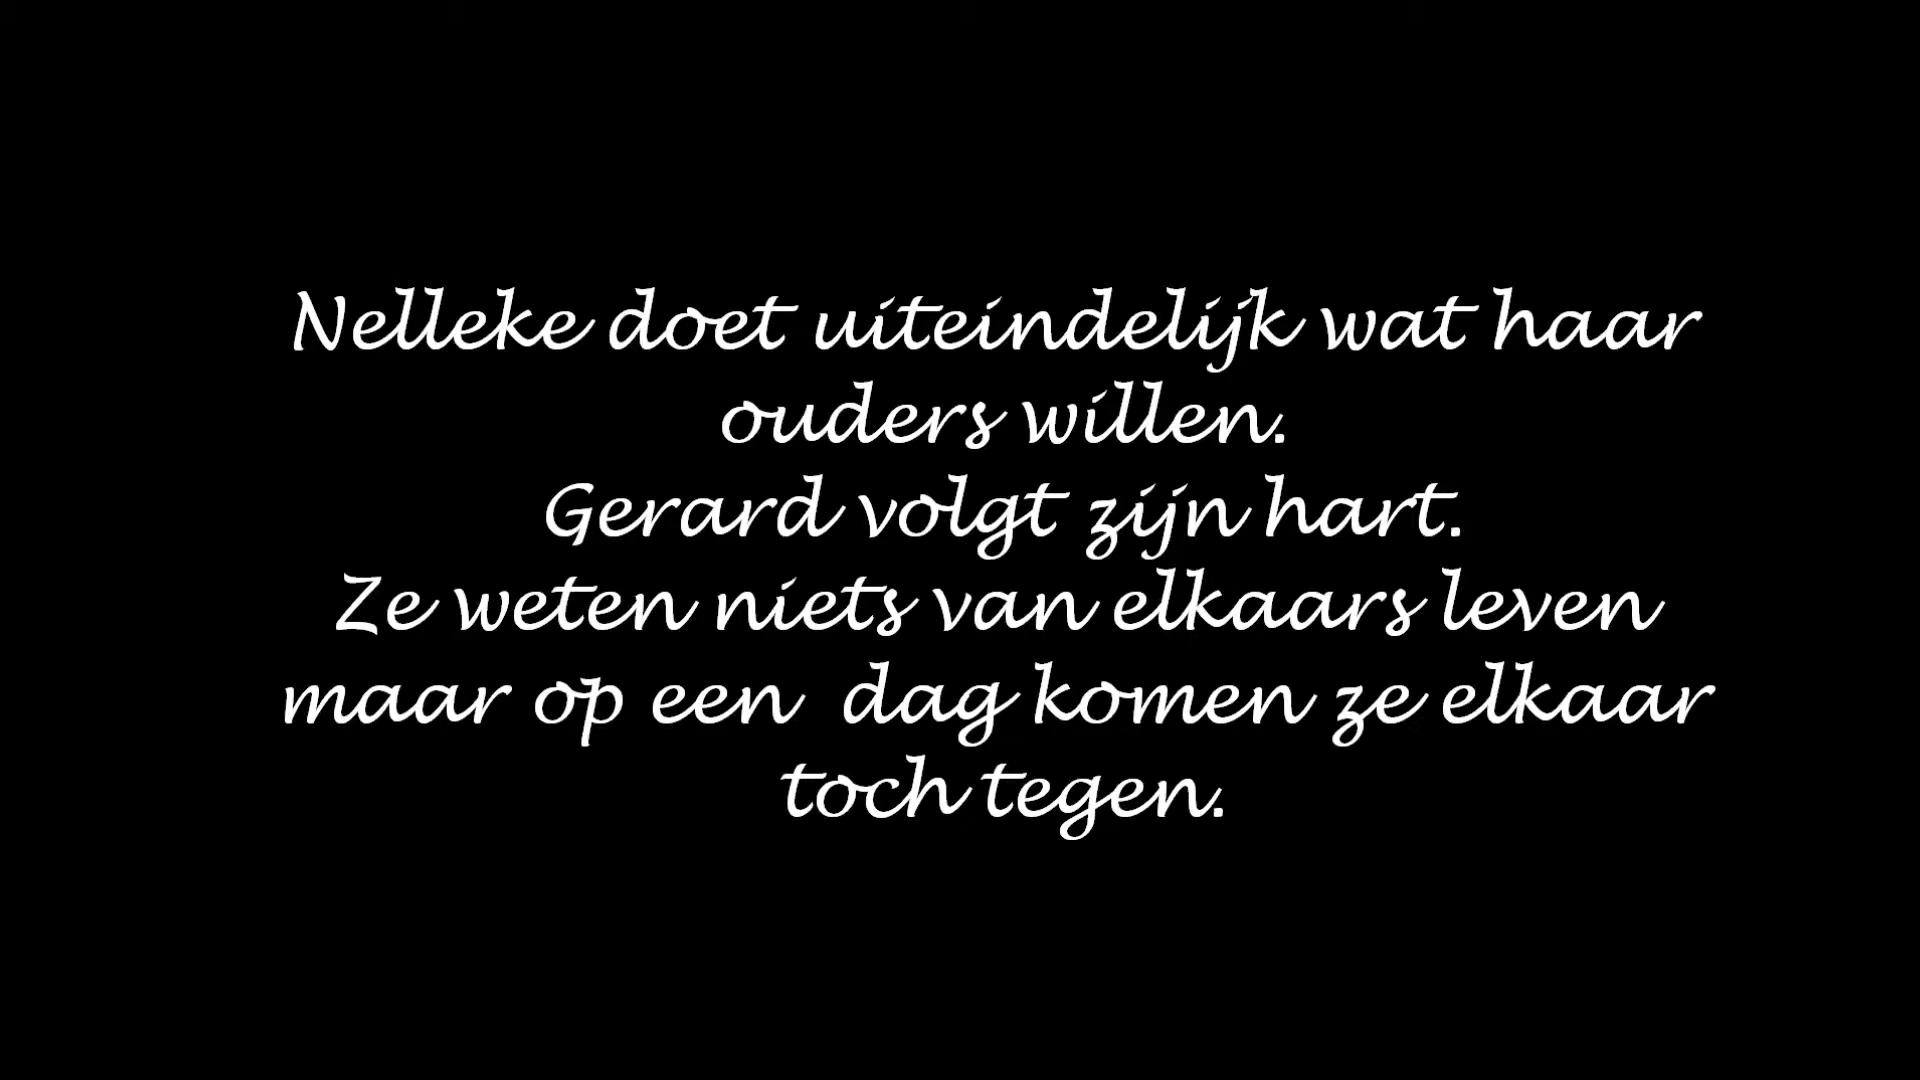 Nelleke doet uiteindelijk wat haar
ouders willen.
Gerard volgt zijn hart.
Ze weten niets van elkaars leven
maar op een  dag komen ze elkaar
toch tegen.